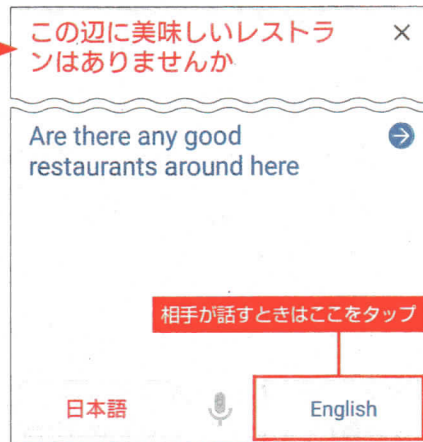 この辺に美味しいレストラ
ンはありませんか
Are there any good
restaurants around here
相手が話すときはここをタップ
日本語
English